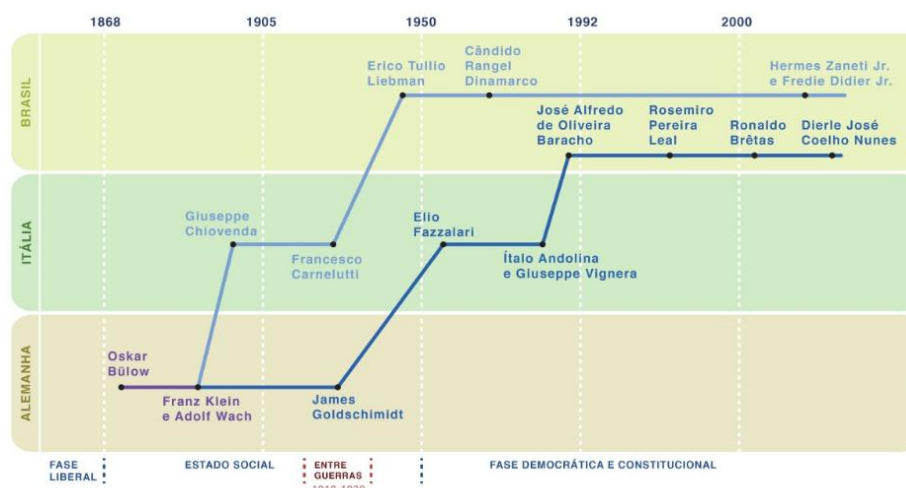 1868
1905
1950
1992
2000
BRASIL
Erico Tullio
Liebman
Cândido
Rangel
Dinamarco
Hermes Zaneti Jr.
e Fredie Didier Jr.
José Alfredo
de Oliveira
Baracho
Rosemiro
Pereira
Leal
Ronaldo
Brêtas
Dierle José
Coelho Nunes
ITÁLIA
Giuseppe
Chiovenda
Francesco
Carnelutti
Elio
Fazzalari
Ítalo Andolina
e Giuseppe Vignera
ALEMANHA
Oskar
Bülow
Franz Klein
e Adolf Wach
James
Goldschimidt
FASE
LIBERAL
ESTADO SOCIAL
ENTRE
GUERRAS
FASE DEMOCRÁTICA E CONSTITUCIONAL